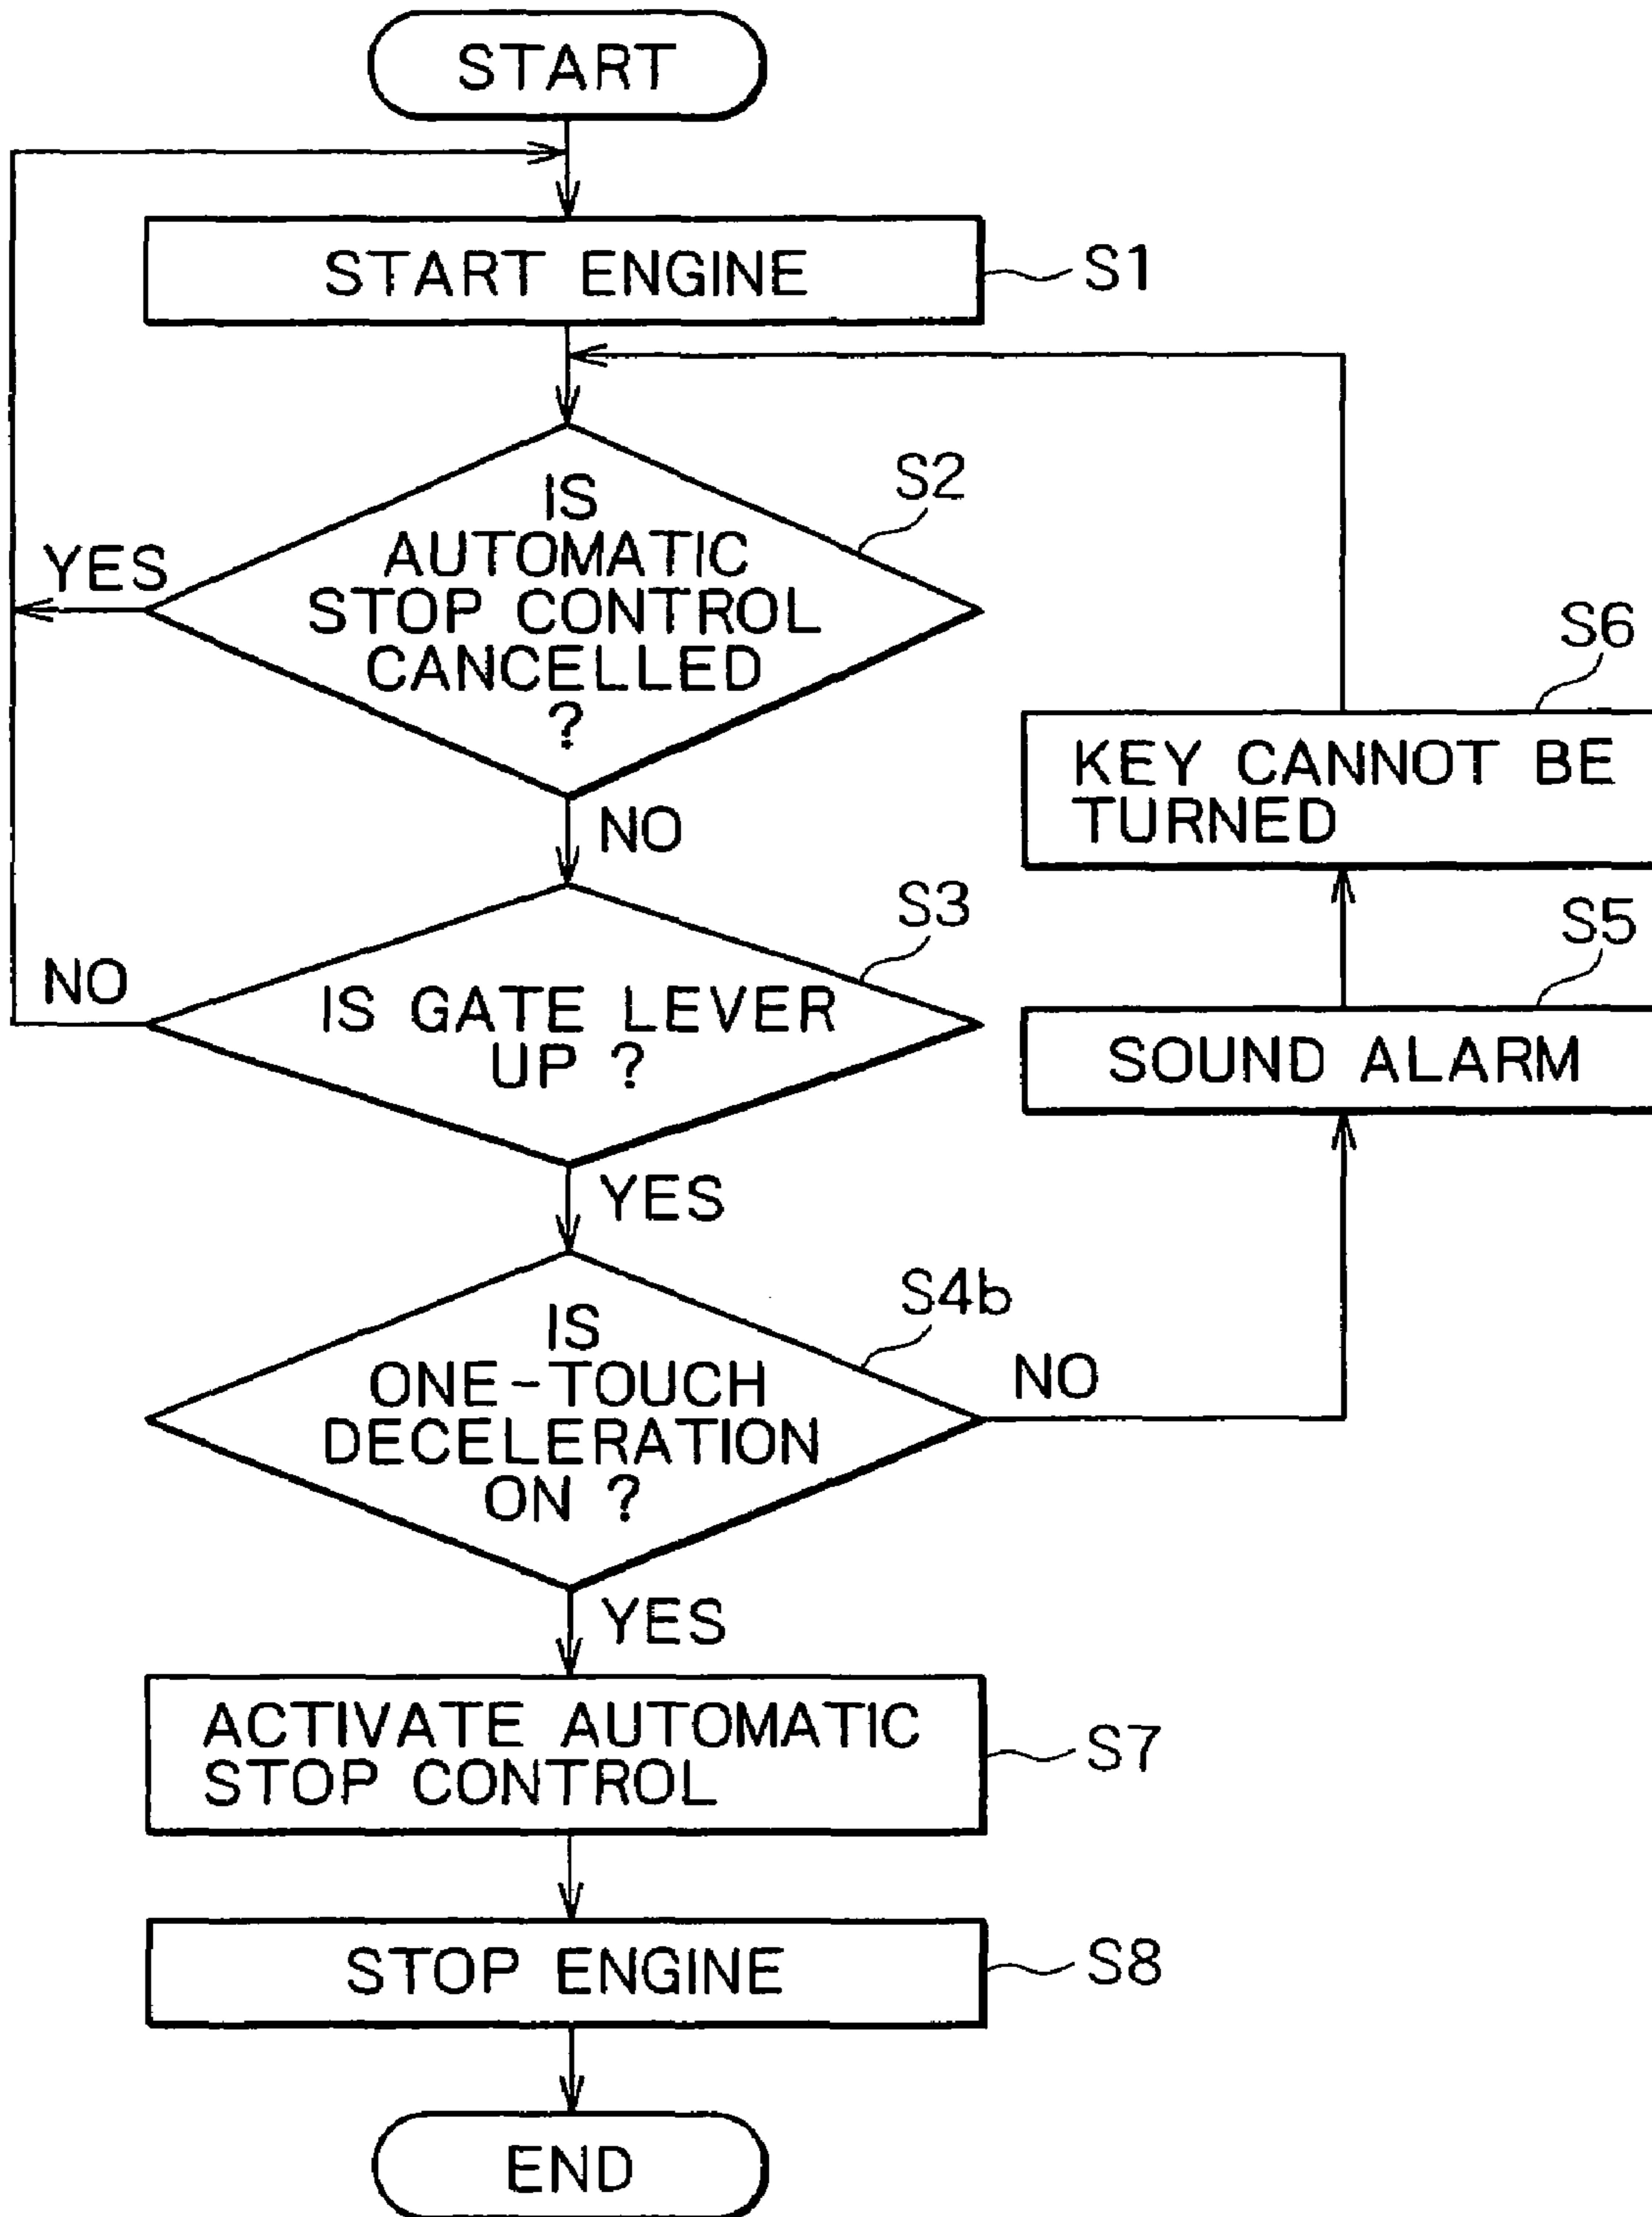 START
START ENGINE
S1
IS
AUTOMATIC
STOP CONTROL
CANCELLED
?
S2
YES
NO
IS GATE LEVER
UP ?
S3
NO
YES
IS
ONE-TOUCH
DECELERATION
ON ?
S4b
NO
YES
SOUND ALARM
S5
KEY CANNOT BE
TURNED
S6
ACTIVATE AUTOMATIC
STOP CONTROL
S7
STOP ENGINE
S8
END